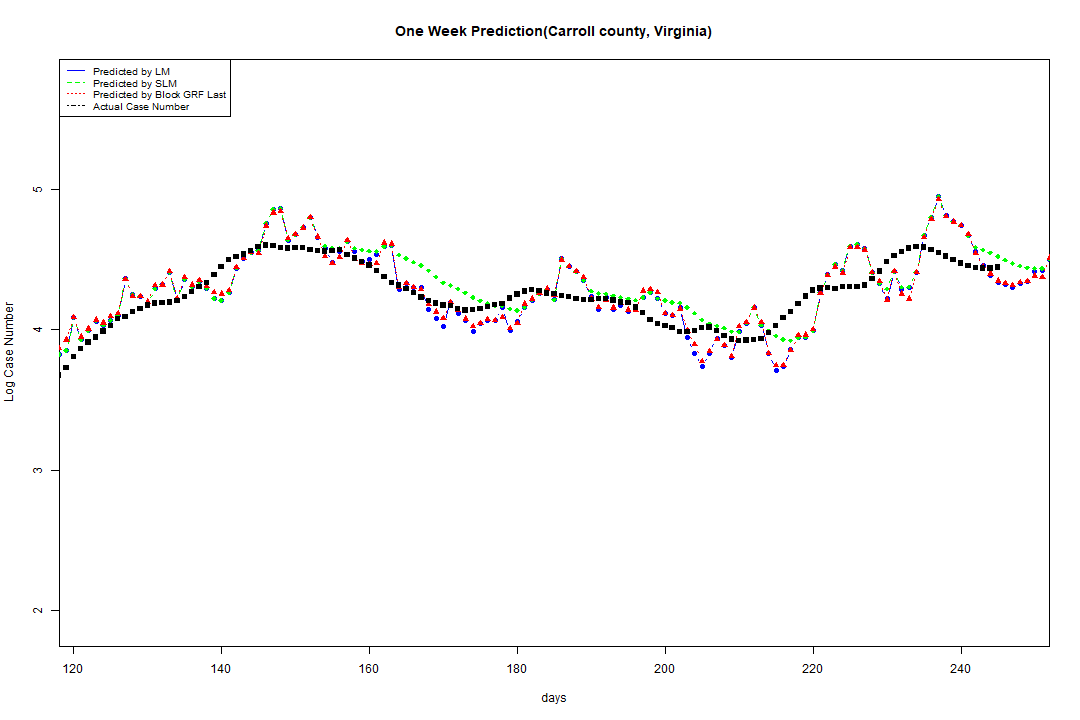 One Week Prediction(Carroll county, Virginia)
Predicted by LM
Predicted by SLM
Predicted by Block GRF Last
Actual Case Number
5
4
3
2
Log Case Number
120 140 160 180 200 220 240
days